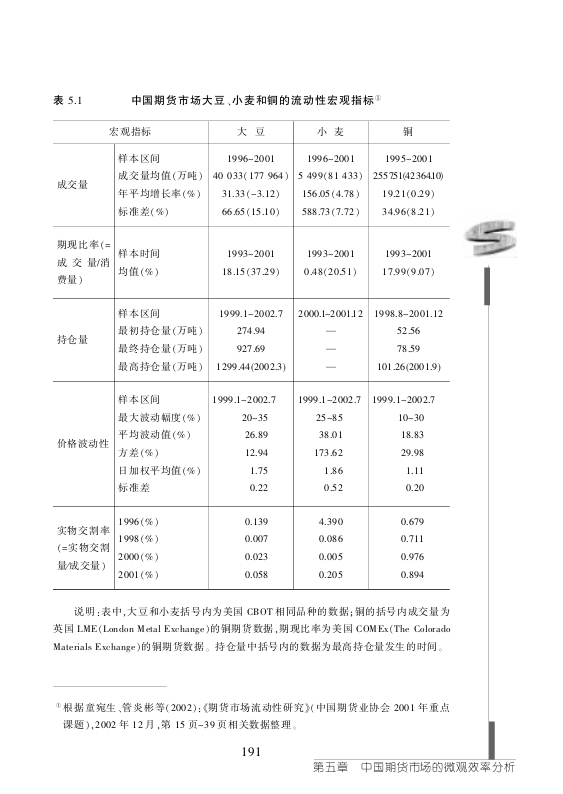 表 5.1 中国期货市场大豆、小麦和铜的流动性宏观指标①
宏观指标 大 豆 小 麦 铜
成交量
样本区间 1996–2001 1996–2001 1995–2001
成交量均值(万吨) 40 033(177 964) 5 499(81 433) 255751(4236410)
年平均增长率(%) 31.33(–3.12) 156.05(4.78) 19.21(0.29)
标准差(%) 66.65(15.10) 588.73(7.72) 34.96(8.21)
期现比率(=
成 交 量/消
费量)
样本时间 1993–2001 1993–2001 1993–2001
均值(%) 18.15(37.29) 0.48(20.51) 17.99(9.07)
持仓量
样本区间 1999.1–2002.7 2000.1–2001.12 1998.8–2001.12
最初持仓量(万吨) 274.94 — 52.56
最终持仓量(万吨) 927.69 — 78.59
最高持仓量(万吨) 1299.44(2002.3) — 101.26(2001.9)
价格波动性
样本区间 1999.1–2002.7 1999.1–2002.7 1999.1–2002.7
最大波动幅度(%) 20–35 25–85 10–30
平均波动值(%) 26.89 38.01 18.83
方差(%) 12.94 173.62 29.98
日加权平均值(%) 1.75 1.86 1.11
标准差 0.22 0.52 0.20
实物交割率
(=实物交割
量/成交量)
1996(%) 0.139 4.390 0.679
1998(%) 0.007 0.086 0.711
2000(%) 0.023 0.005 0.976
2001(%) 0.058 0.205 0.894
说明:表中,大豆和小麦括号内为美国 CBOT 相同品种的数据;铜的括号内成交量为
英国 LME(London Metal Exchange)的铜期货数据,期现比率为美国 COMEx(The Colorado
Materials Exchange)的铜期货数据。持仓量中括号内的数据为最高持仓量发生的时间。
①根据童宛生、管炎彬等(2002):《期货市场流动性研究》(中国期货业协会 2001 年重点
课题),2002 年 12 月,第 15 页–39 页相关数据整理。
191
第五章 中国期货市场的微观效率分析